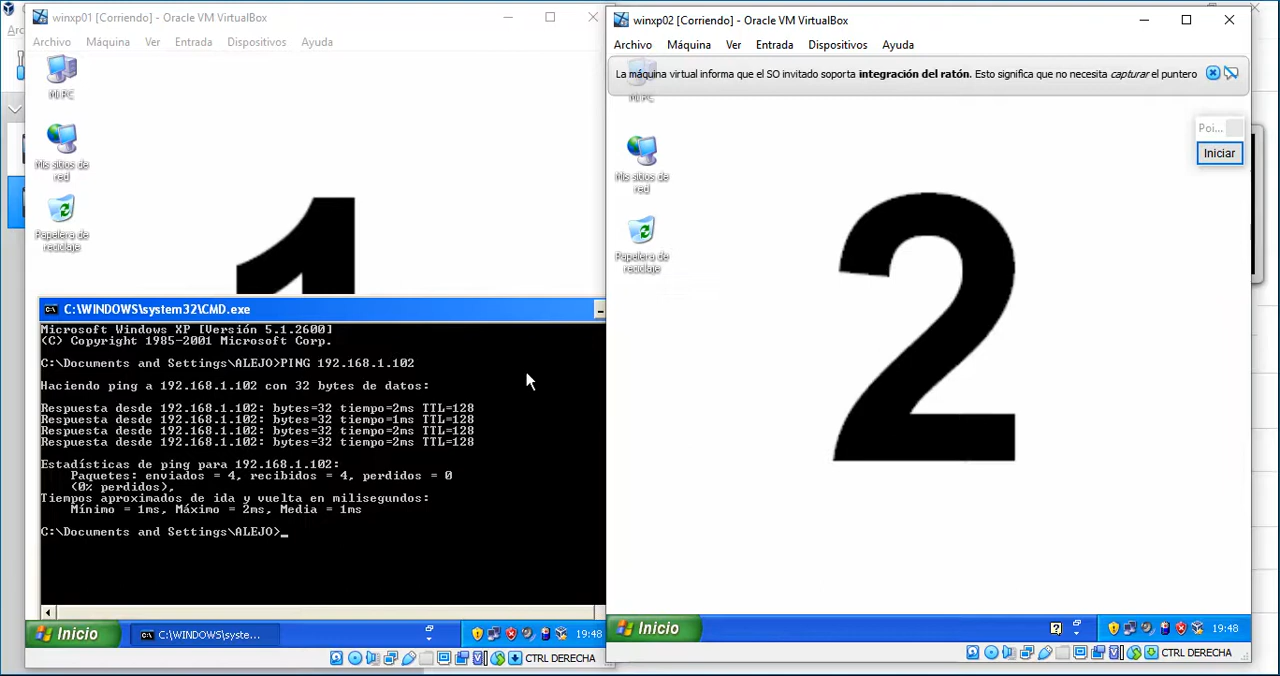 winxp01 [Corriendo] - Oracle VM VirtualBox
Archivo Máquina Ver Entrada Dispositivos Ayuda
Mi PC
Mis sitios de
red
Papelera de
reciclaje
1
C:\WINDOWS\system32\CMD.exe
Microsoft Windows XP [Versión 5.1.2600]
(C) Copyright 1985-2001 Microsoft Corp.
C:\Documents and Settings\ALEJO>PING 192.168.1.102
Haciendo ping a 192.168.1.102 con 32 bytes de datos:
Respuesta desde 192.168.1.102: bytes=32 tiempo=2ms TTL=128
Respuesta desde 192.168.1.102: bytes=32 tiempo=1ms TTL=128
Respuesta desde 192.168.1.102: bytes=32 tiempo=2ms TTL=128
Respuesta desde 192.168.1.102: bytes=32 tiempo=2ms TTL=128
Estadísticas de ping para 192.168.1.102:
Paquetes: enviados = 4, recibidos = 4, perdidos = 0
(0% perdidos),
Tiempos aproximados de ida y vuelta en milisegundos:
Mínimo = 1ms, Máximo = 2ms, Media = 1ms
C:\Documents and Settings\ALEJO>_
Inicio
C:\WINDOWS\syste...
19:48
CTRL DERECHA
winxp02 [Corriendo] - Oracle VM VirtualBox
Archivo Máquina Ver Entrada Dispositivos Ayuda
La máquina virtual informa que el SO invitado soporta integración del ratón. Esto significa que no necesita capturar el puntero
Mi PC
Mis sitios de
red
Papelera de
reciclaje
Poi...
Iniciar
2
Inicio
19:48
CTRL DERECHA